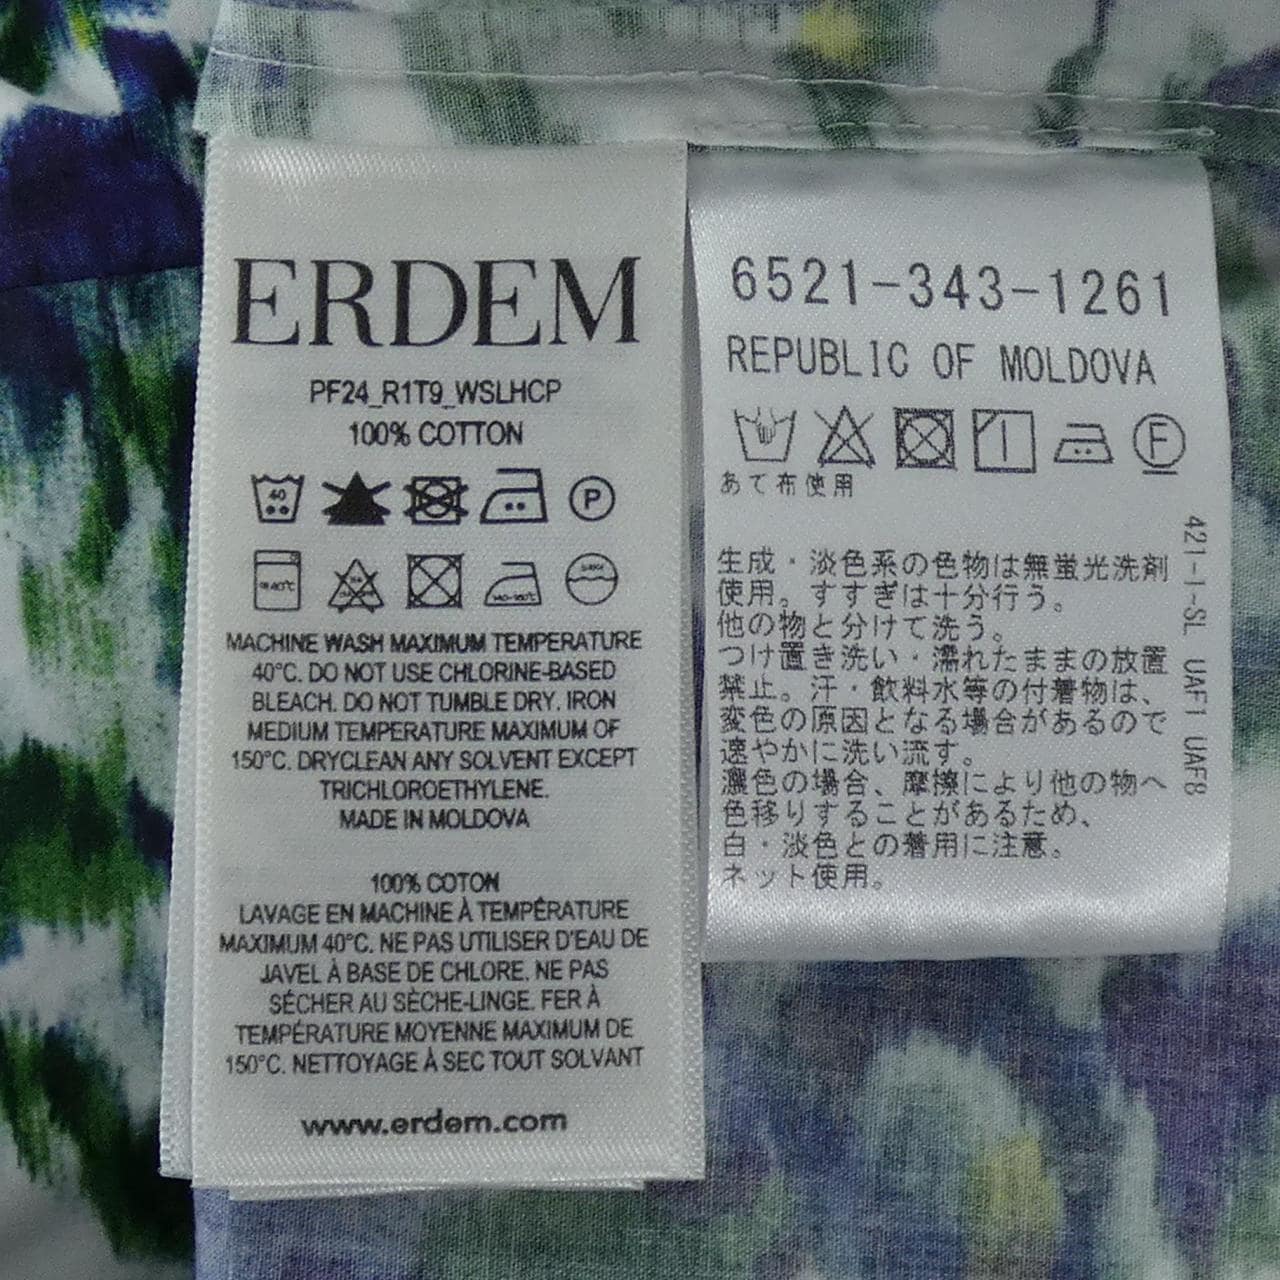 ERDEM
PF24_R1T9_WSLHCP
100% COTTON
40
P
MACHINE WASH MAXIMUM TEMPERATURE
40°C. DO NOT USE CHLORINE-BASED
BLEACH. DO NOT TUMBLE DRY. IRON
MEDIUM TEMPERATURE MAXIMUM OF
150°C. DRYCLEAN ANY SOLVENT EXCEPT
TRICHLOROETHYLENE.
MADE IN MOLDOVA
100% COTON
LAVAGE EN MACHINE À TEMPÉRATURE
MAXIMUM 40°C. NE PAS UTILISER D'EAU DE
JAVEL À BASE DE CHLORE. NE PAS
SÉCHER AU SÈCHE-LINGE. FER À
TEMPÉRATURE MOYENNE MAXIMUM DE
150°C. NETTOYAGE À SEC TOUT SOLVANT
www.erdem.com
6521-343-1261
REPUBLIC OF MOLDOVA
F
あて布使用
生成・淡色系の色物は無蛍光洗剤
使用。すすぎは十分行う。
他の物と分けて洗う。
つけ置き洗い・濡れたままの放置
禁止。汗・飲料水等の付着物は、
変色の原因となる場合があるので
速やかに洗い流す。
濃色の場合、摩擦により他の物へ
色移りすることがあるため、
白・淡色との着用に注意。
ネット使用。
421-1-SL UAF1 UAF8